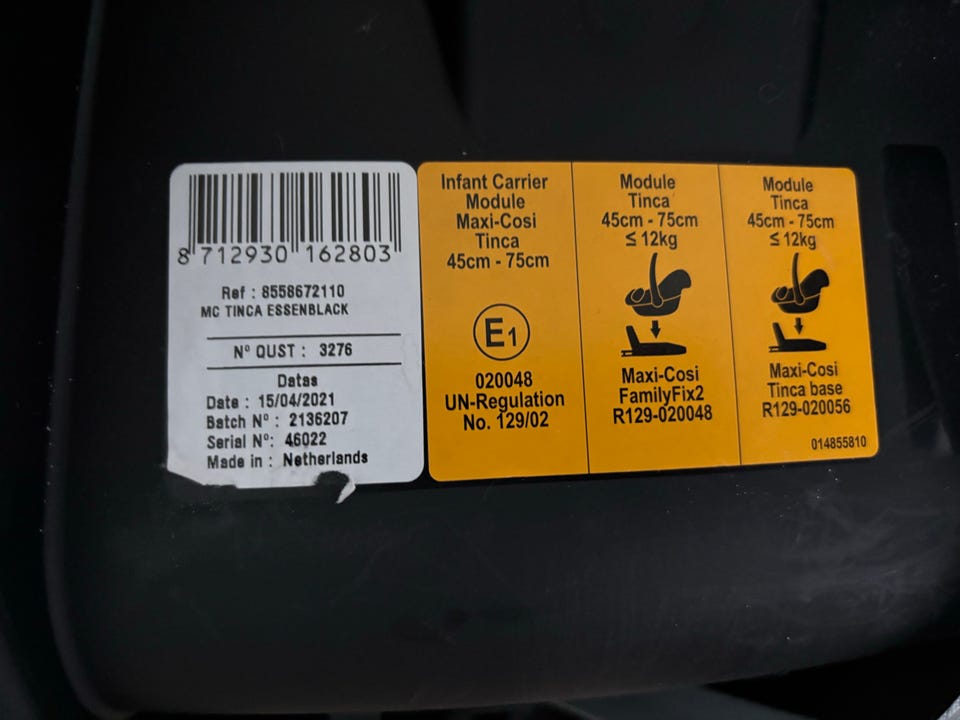 8 712930 162803
Ref : 8558672110
MC TINCA ESSENBLACK
Nº QUST : 3276
Datas
Date : 15/04/2021
Batch Nº : 2136207
Serial Nº: 46022
Made in : Netherlands
Infant Carrier
Module
Maxi-Cosi
Tinca
45cm - 75cm
E1
020048
UN-Regulation
No. 129/02
Module
Tinca
45cm - 75cm
≤ 12kg
Maxi-Cosi
FamilyFix2
R129-020048
Module
Tinca
45cm - 75cm
≤ 12kg
Maxi-Cosi
Tinca base
R129-020056
014855810